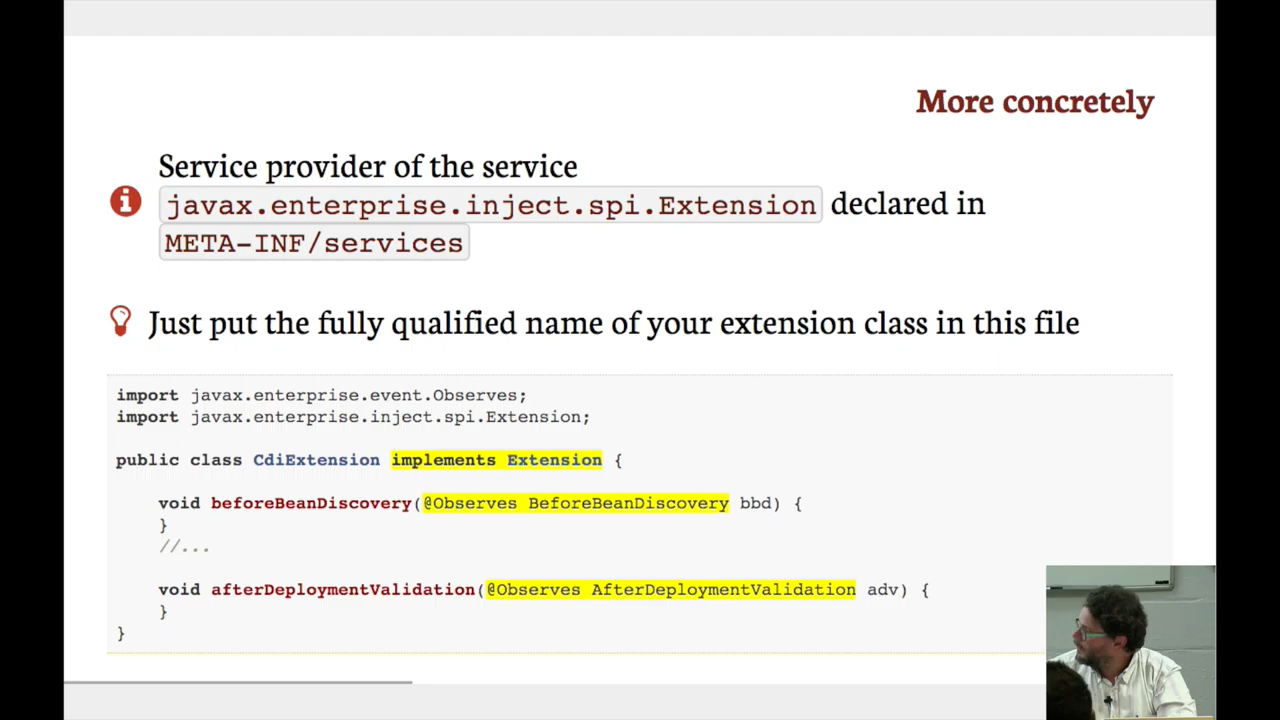 More concretely
Service provider of the service
javax.enterprise.inject.spi.Extension declared in
META-INF/services
Just put the fully qualified name of your extension class in this file
import javax.enterprise.event.Observes;
import javax.enterprise.inject.spi.Extension;
public class CdiExtension implements Extension {
void beforeBeanDiscovery(@Observes BeforeBeanDiscovery bbd) {
}
//...
void afterDeploymentValidation(@Observes AfterDeploymentValidation adv) {
}
}